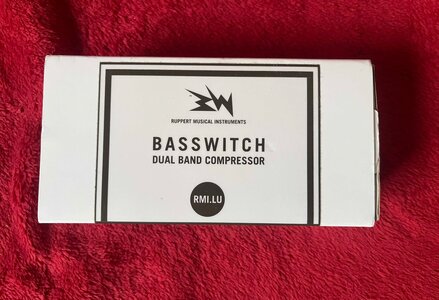 RUPPERT MUSICAL INSTRUMENTS
BASSWITCH
DUAL BAND COMPRESSOR
RMI.LU